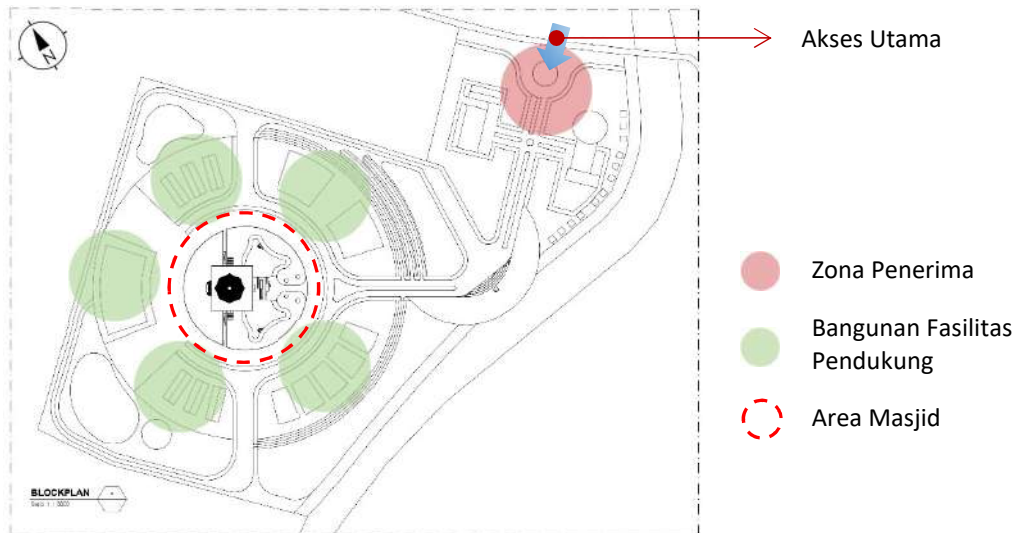 N
Akses Utama
Zona Penerima
Bangunan Fasilitas
Pendukung
Area Masjid
BLOCKPLAN